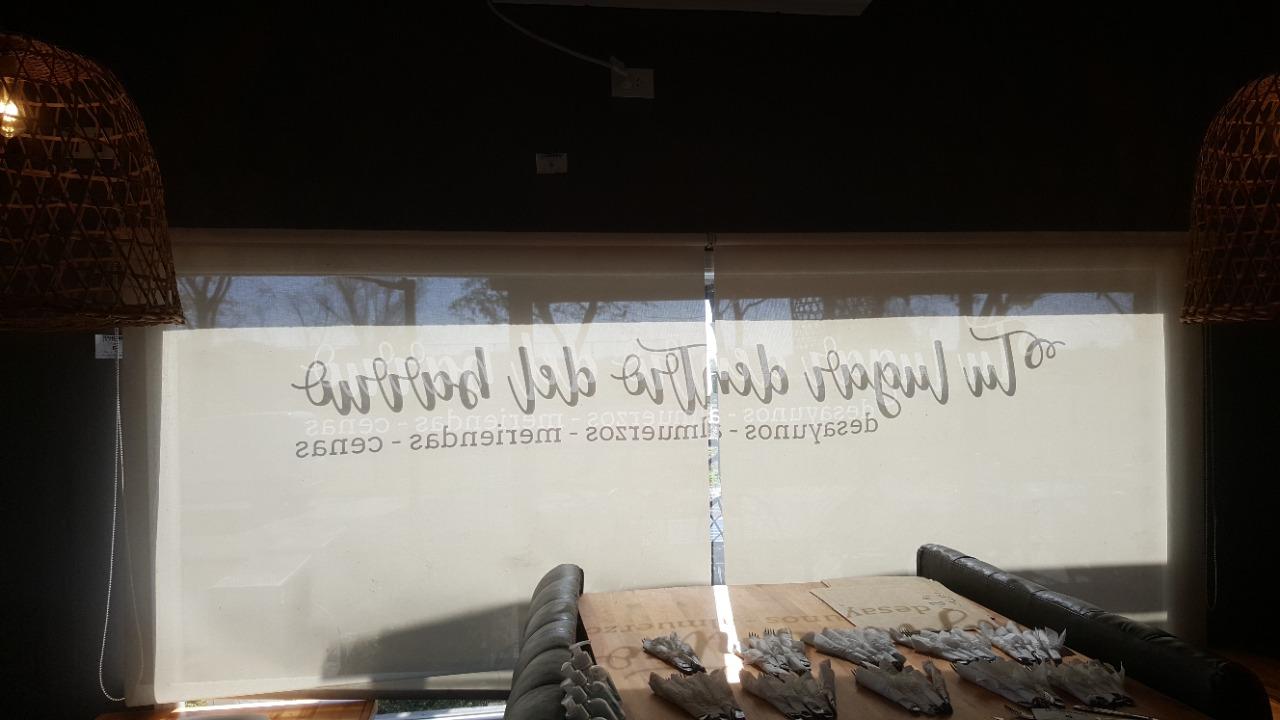 Tu lugar dentro del barrio
desayunos - almuerzos - meriendas - cenas